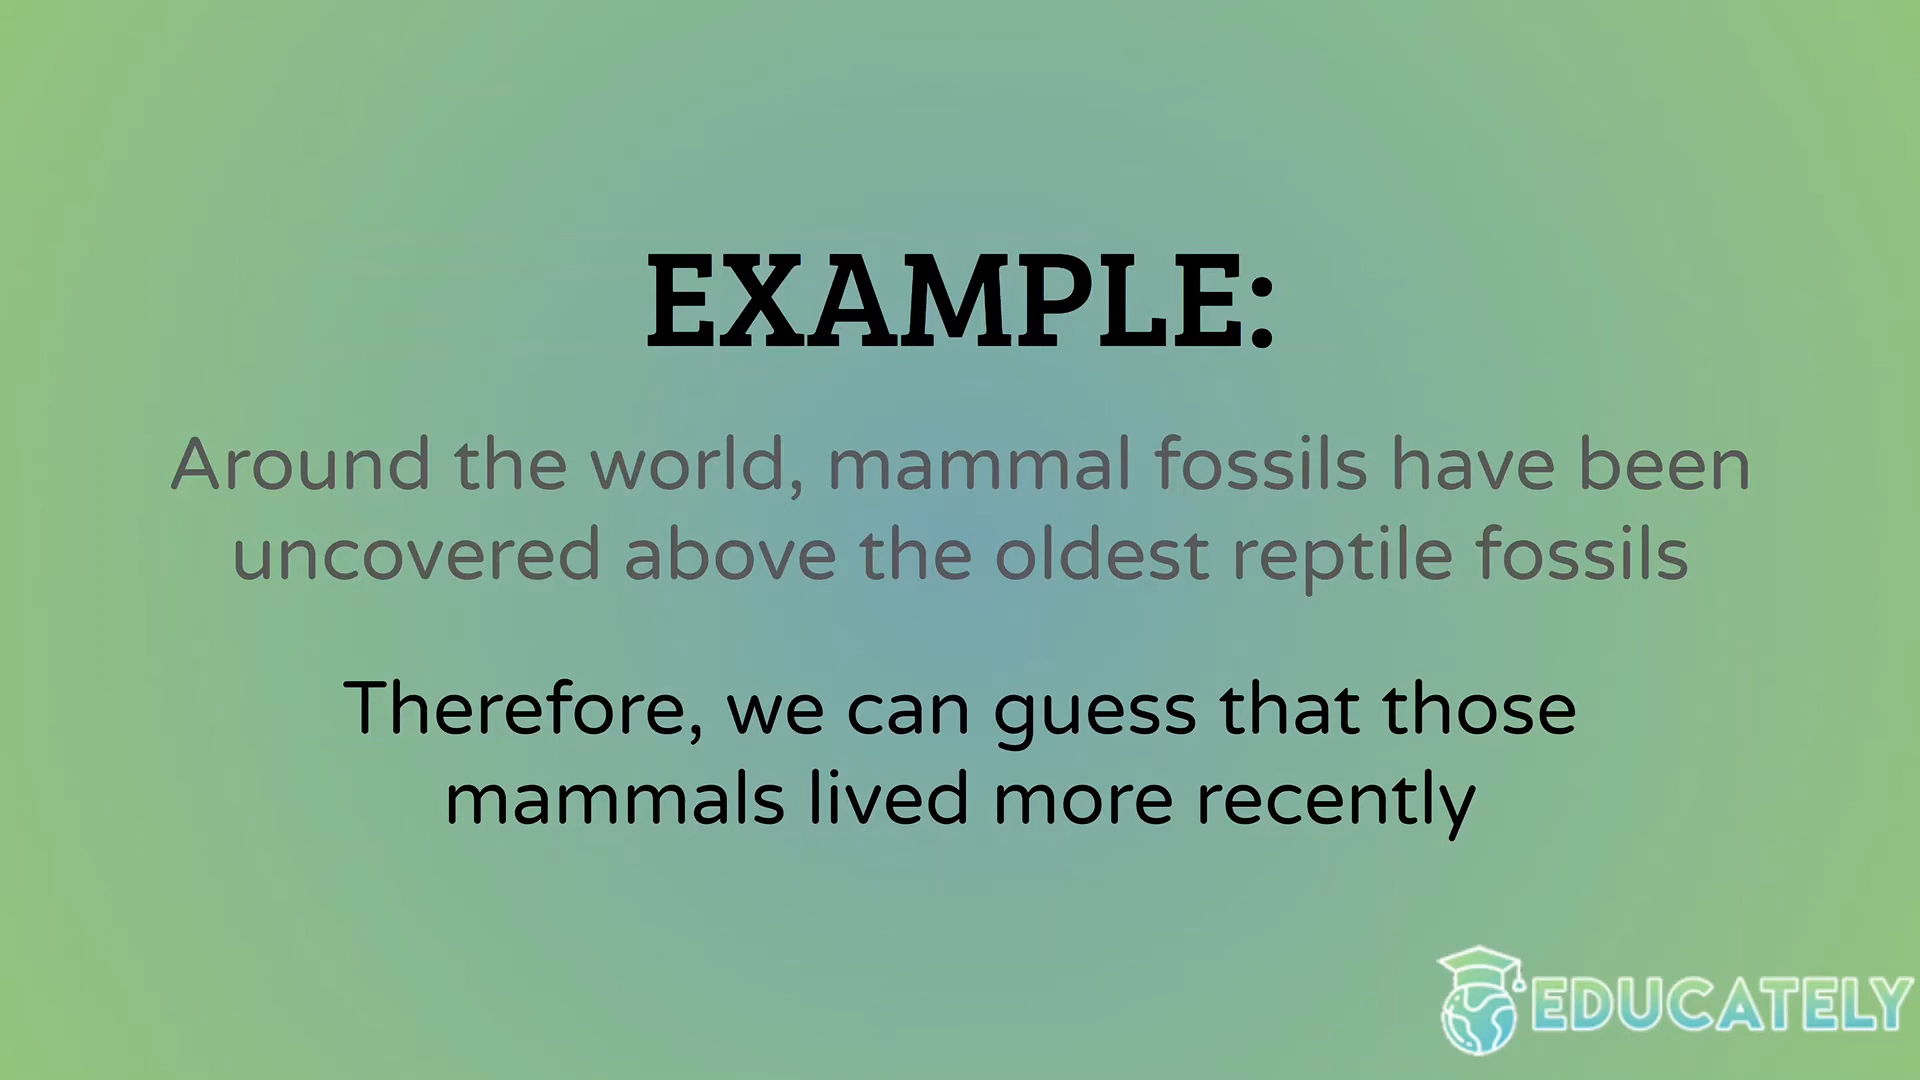 EXAMPLE:
Around the world, mammal fossils have been
uncovered above the oldest reptile fossils
Therefore, we can guess that those
mammals lived more recently
EDUCATELY